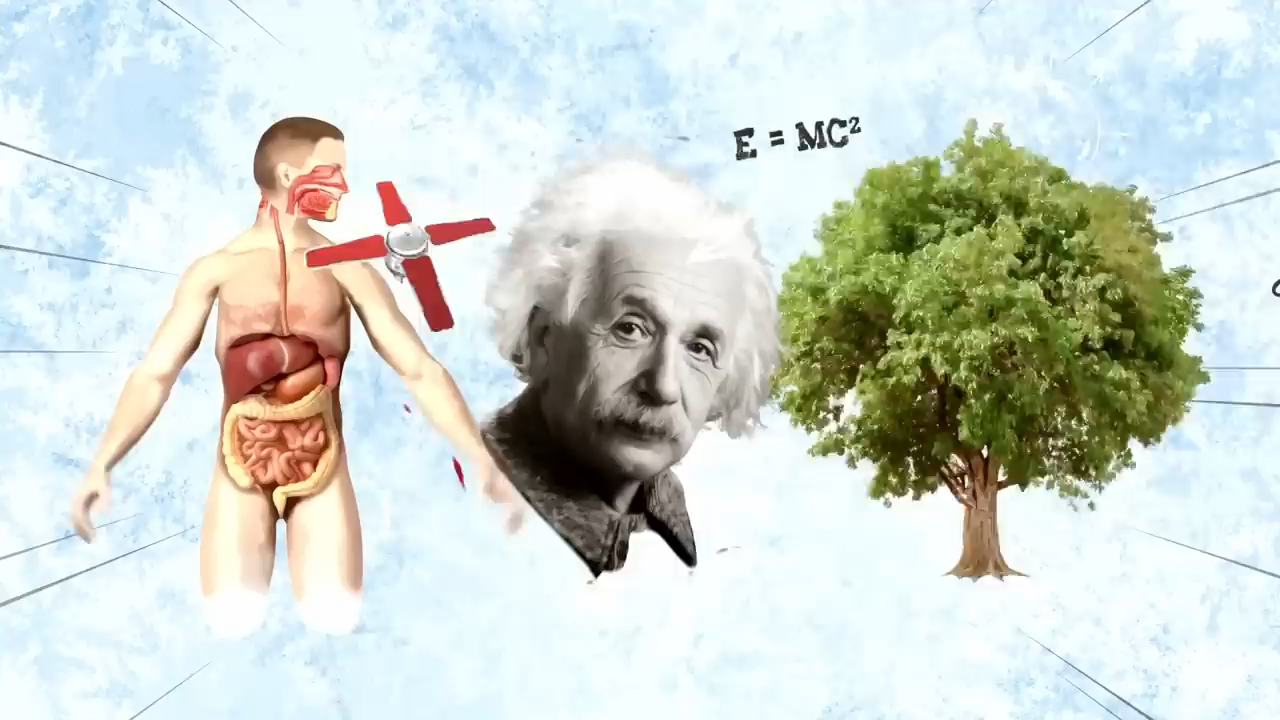 E = MC²